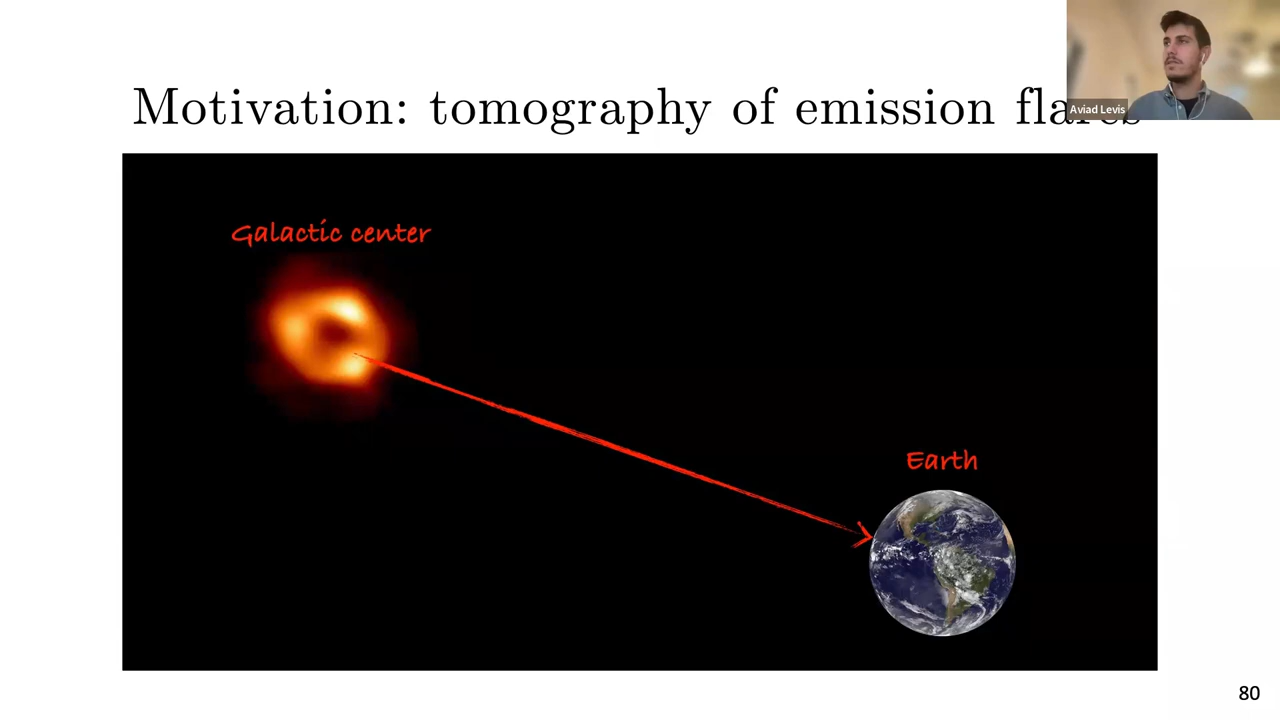 Motivation: tomography of emission flares
Aviad Levis
Galactic center
Earth
80